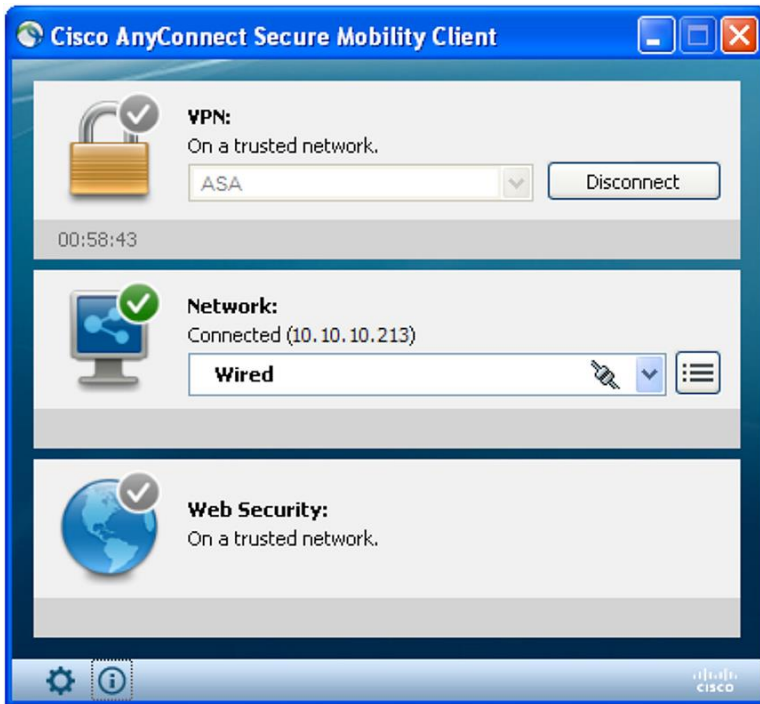 Cisco AnyConnect Secure Mobility Client
VPN:
On a trusted network.
ASA
Disconnect
00:58:43
Network:
Connected (10.10.10.213)
Wired
Web Security:
On a trusted network.
cisco